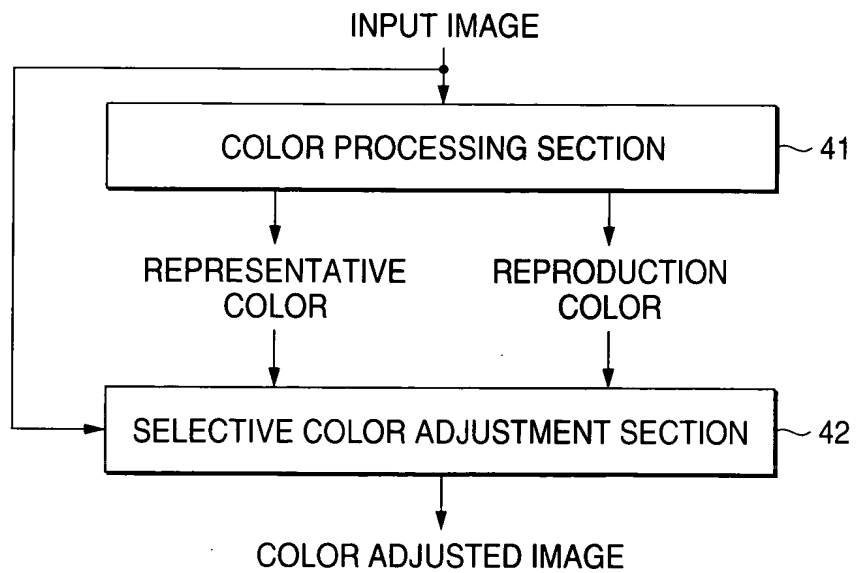 INPUT IMAGE
COLOR PROCESSING SECTION
41
REPRESENTATIVE
COLOR
REPRODUCTION
COLOR
SELECTIVE COLOR ADJUSTMENT SECTION
42
COLOR ADJUSTED IMAGE